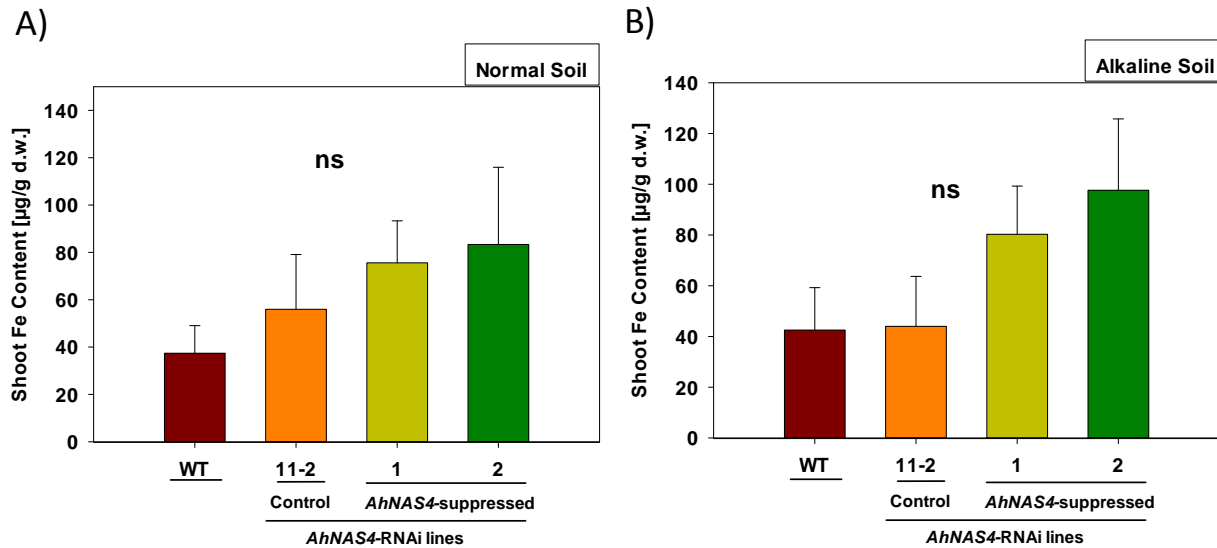 A)
Normal Soil
Shoot Fe Content [µg/g d.w.]
140
120
100
80
60
40
20
0
ns
WT
11-2
1
2
Control
AhNAS4-suppressed
AhNAS4-RNAi lines
B)
Alkaline Soil
Shoot Fe Content [µg/g d.w.]
140
120
100
80
60
40
20
0
ns
WT
11-2
1
2
Control
AhNAS4-suppressed
AhNAS4-RNAi lines